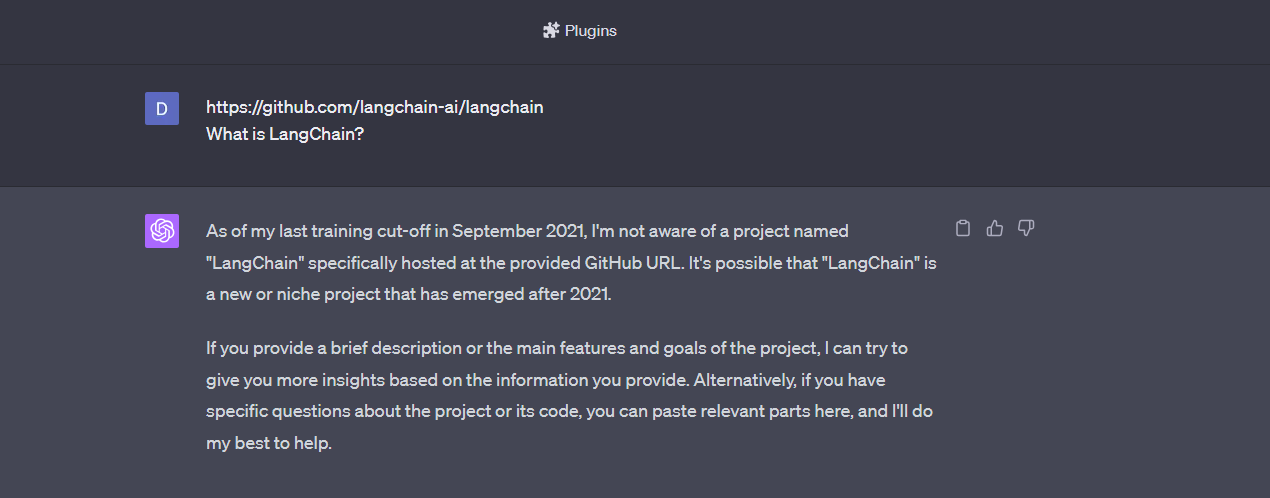 Plugins
D
https://github.com/langchain-ai/langchain
What is LangChain?
As of my last training cut-off in September 2021, I'm not aware of a project named
"LangChain" specifically hosted at the provided GitHub URL. It's possible that "LangChain" is
a new or niche project that has emerged after 2021.
If you provide a brief description or the main features and goals of the project, I can try to
give you more insights based on the information you provide. Alternatively, if you have
specific questions about the project or its code, you can paste relevant parts here, and I'll do
my best to help.